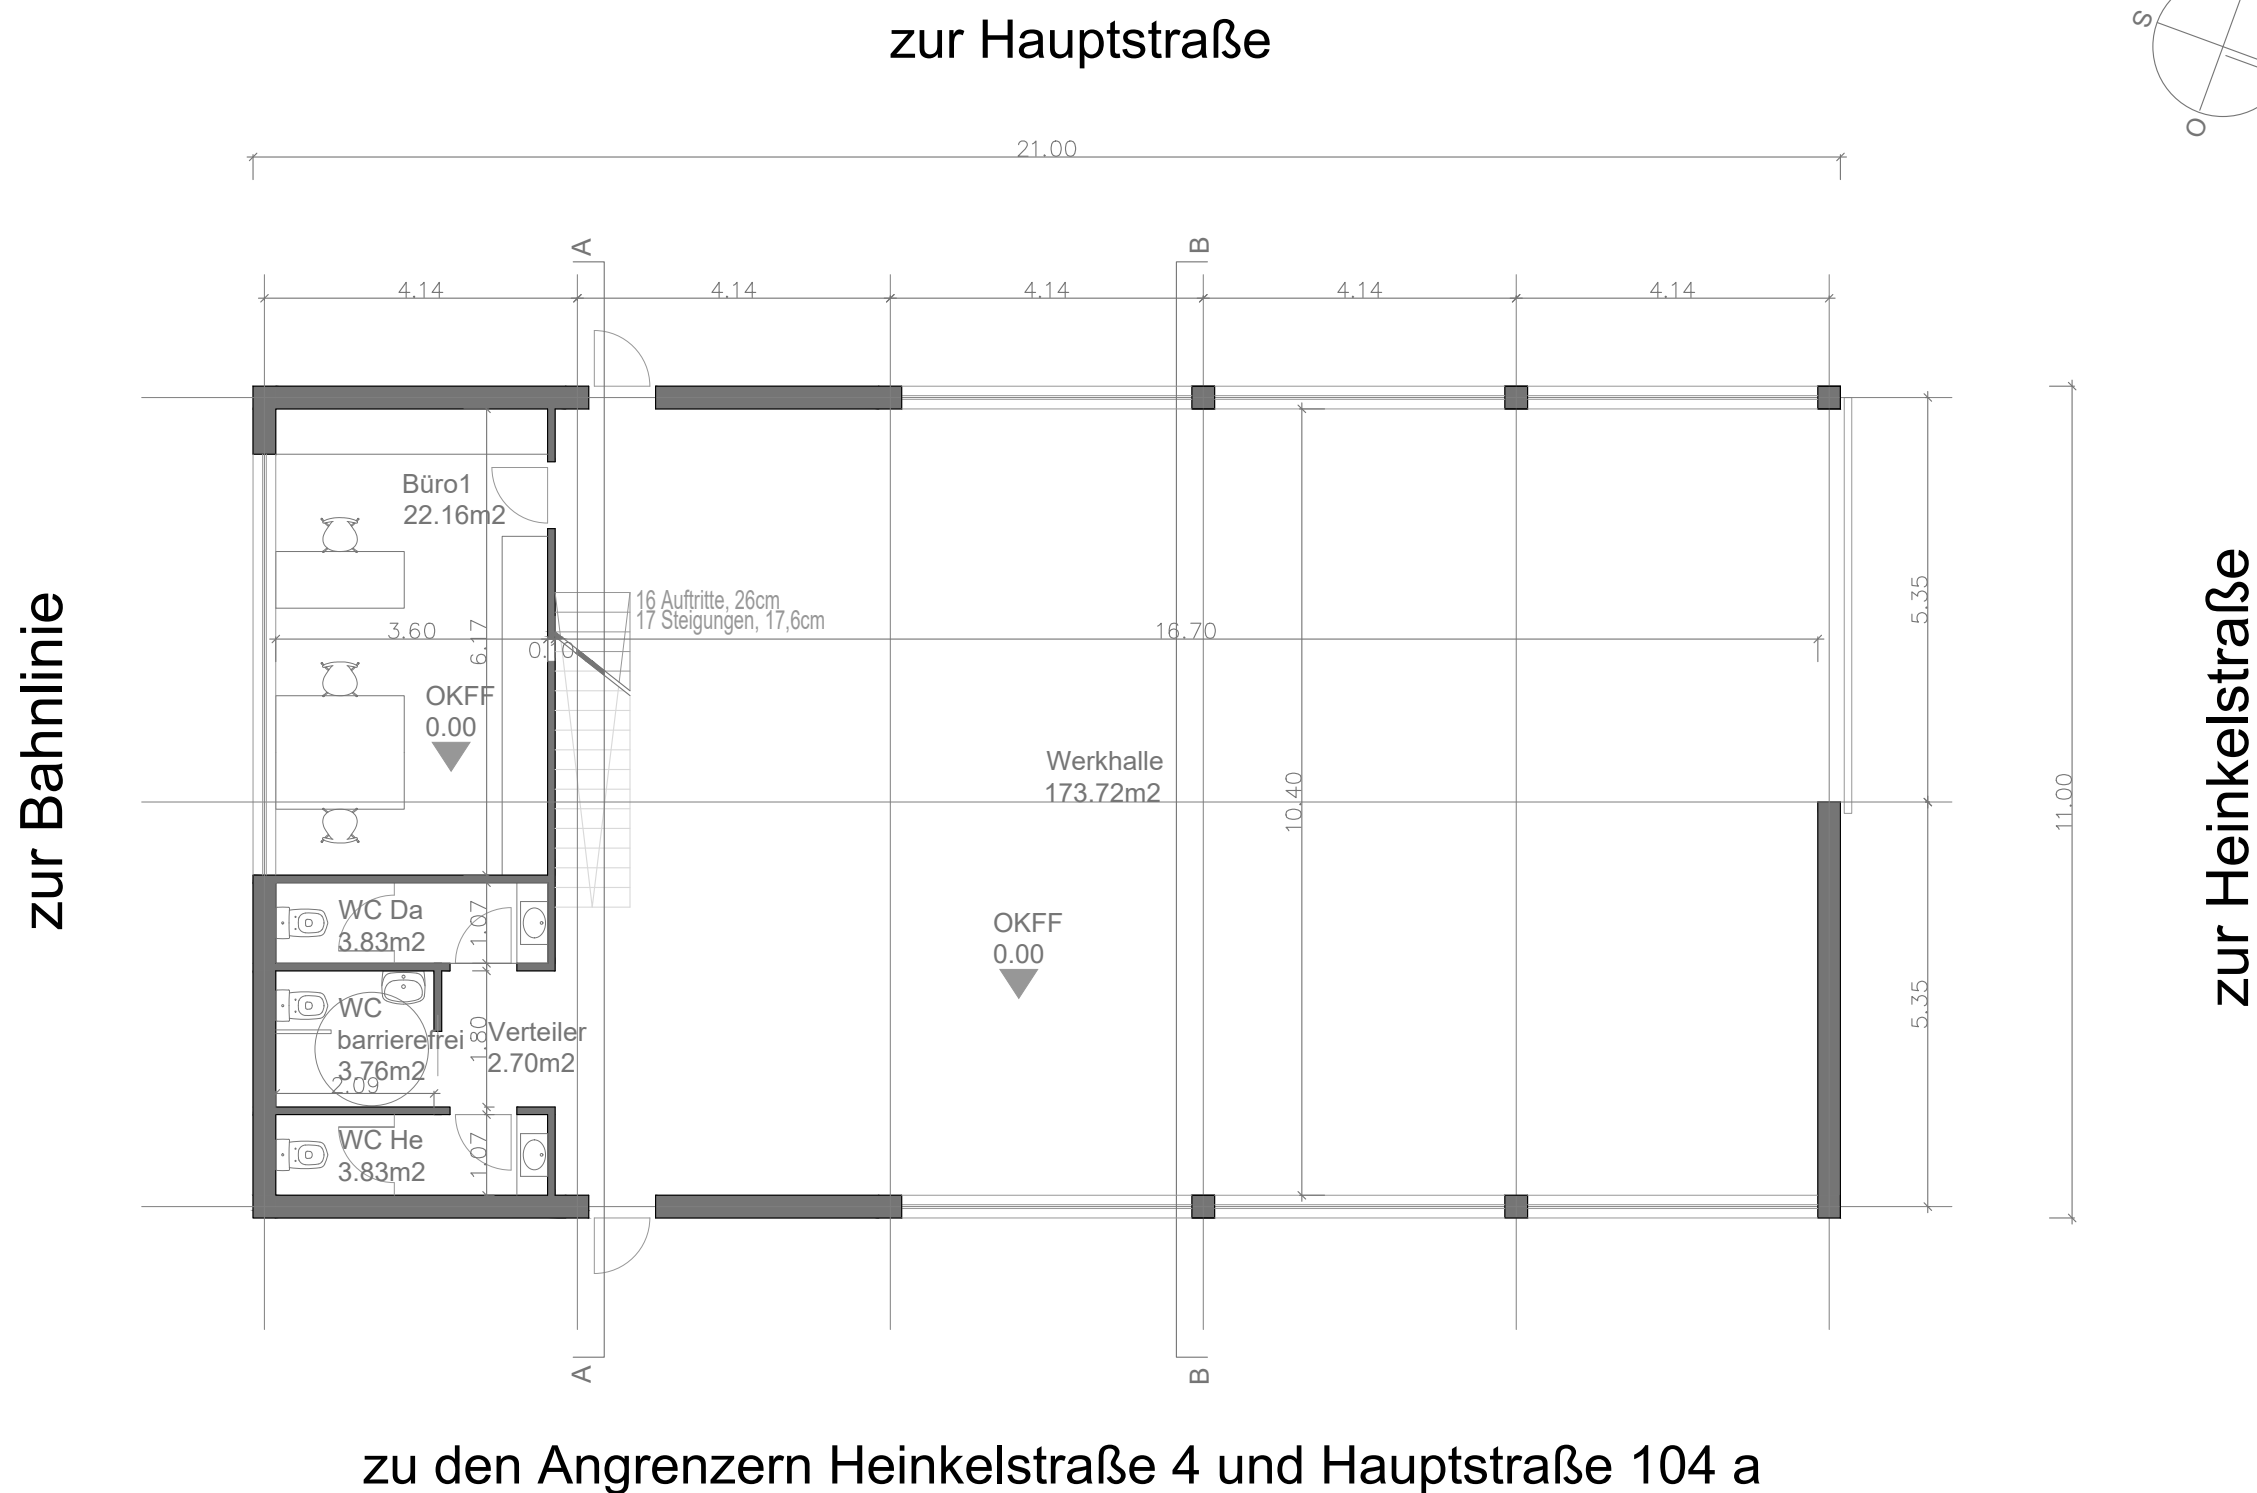 zur Hauptstraße
S
O
21.00
A
B
4.14
4.14
4.14
4.14
4.14
Büro1
22.16m2
16 Auftritte, 26cm
17 Steigungen, 17,6cm
3.60
6.17
16.70
5.35
OKFF
0.00
Werkhalle
173.72m2
10.40
11.00
zur Bahnlinie
zur Heinkelstraße
WC Da
3.83m2
1.07
OKFF
0.00
WC
barrierefrei
3.76m2
2.09
1.80
Verteiler
2.70m2
5.35
WC He
3.83m2
1.07
A
B
zu den Angrenzern Heinkelstraße 4 und Hauptstraße 104 a